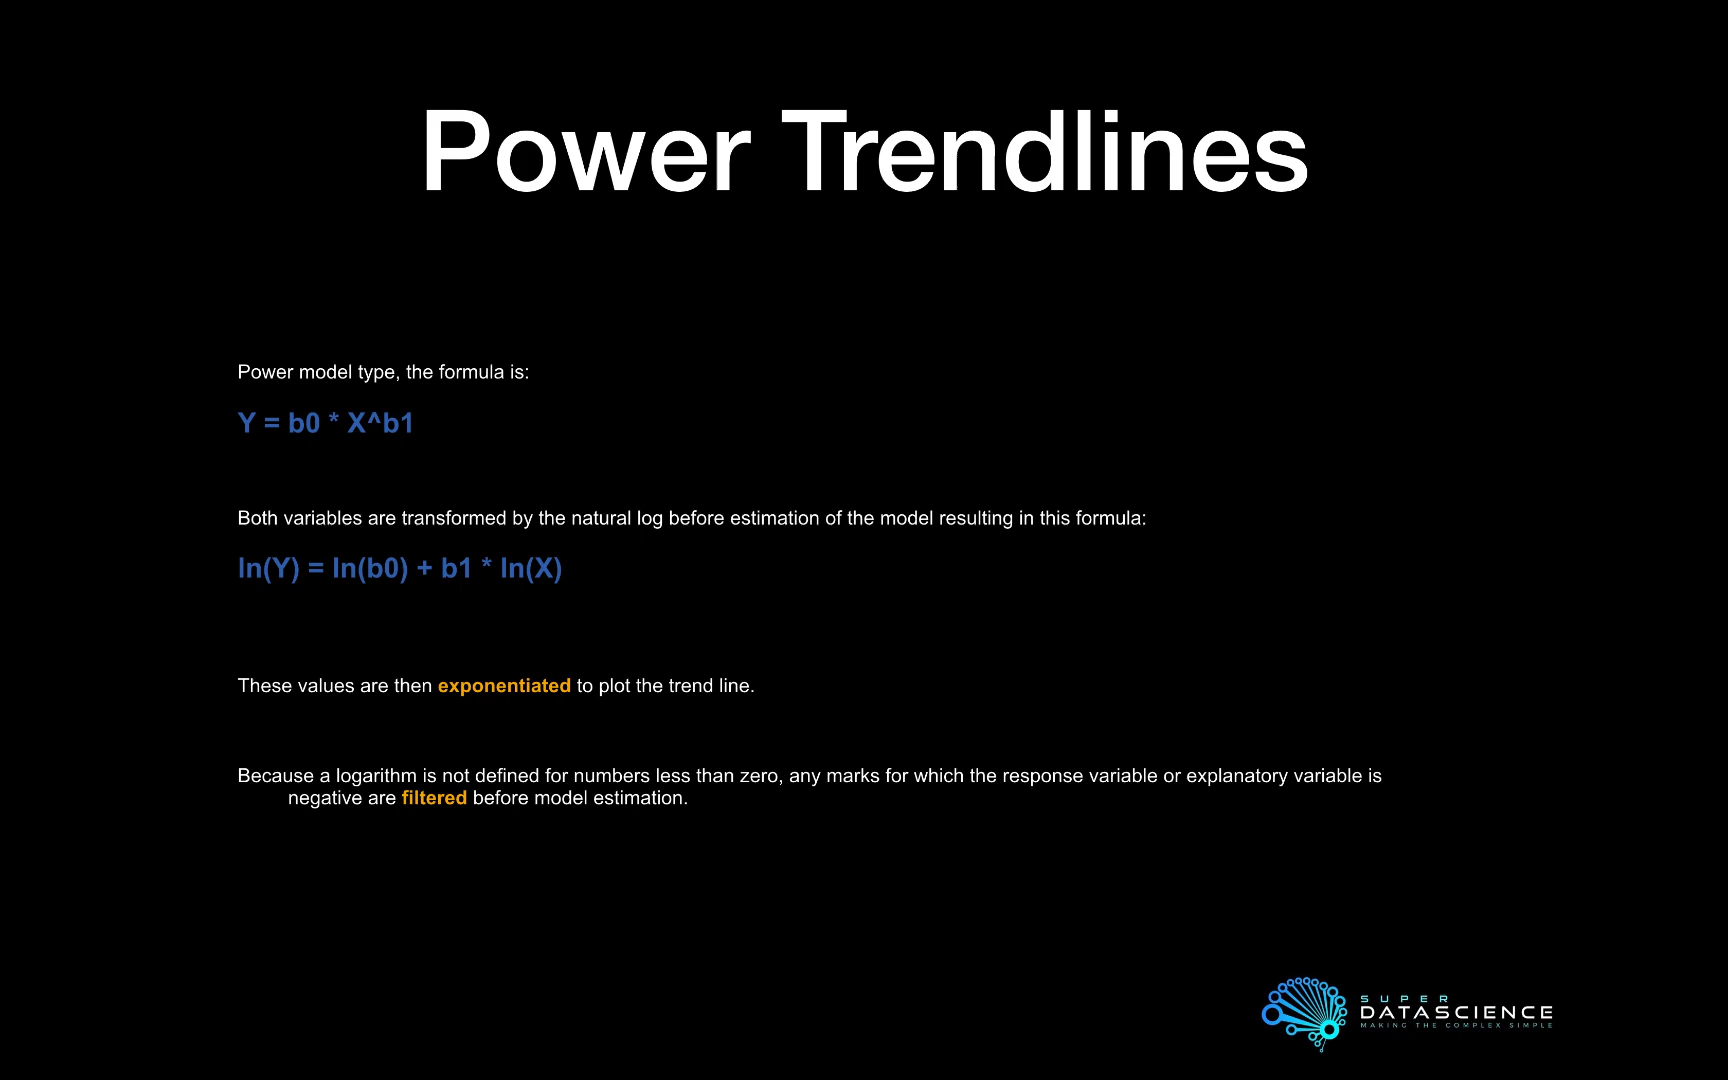 Power Trendlines
Power model type, the formula is:
Y = b0 * X^b1
Both variables are transformed by the natural log before estimation of the model resulting in this formula:
ln(Y) = ln(b0) + b1 * ln(X)
These values are then exponentiated to plot the trend line.
Because a logarithm is not defined for numbers less than zero, any marks for which the response variable or explanatory variable is
negative are filtered before model estimation.
SUPER
DATASCIENCE
MAKING THE COMPLEX SIMPLE